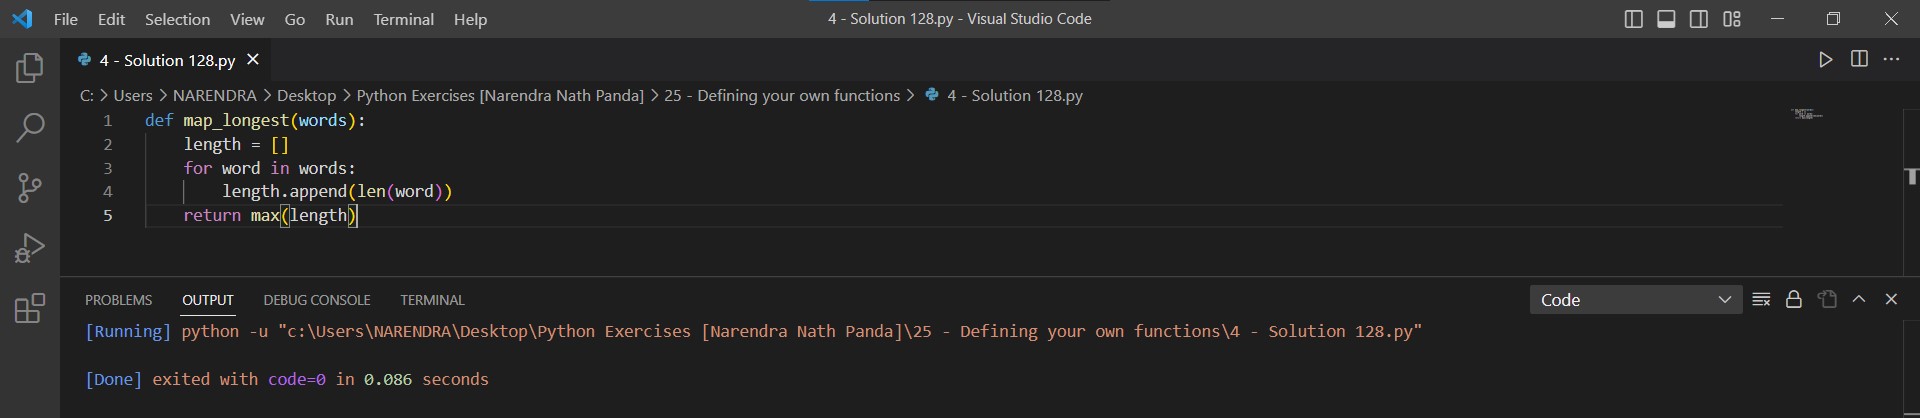 File Edit Selection View Go Run Terminal Help 4 - Solution 128.py - Visual Studio Code
4 - Solution 128.py
C: > Users > NARENDRA > Desktop > Python Exercises [Narendra Nath Panda] > 25 - Defining your own functions > 4 - Solution 128.py
1 def map_longest(words):
2 length = []
3 for word in words:
4 length.append(len(word))
5 return max(length)
PROBLEMS OUTPUT DEBUG CONSOLE TERMINAL Code
[Running] python -u "c:\Users\NARENDRA\Desktop\Python Exercises [Narendra Nath Panda]\25 - Defining your own functions\4 - Solution 128.py"
[Done] exited with code=0 in 0.086 seconds